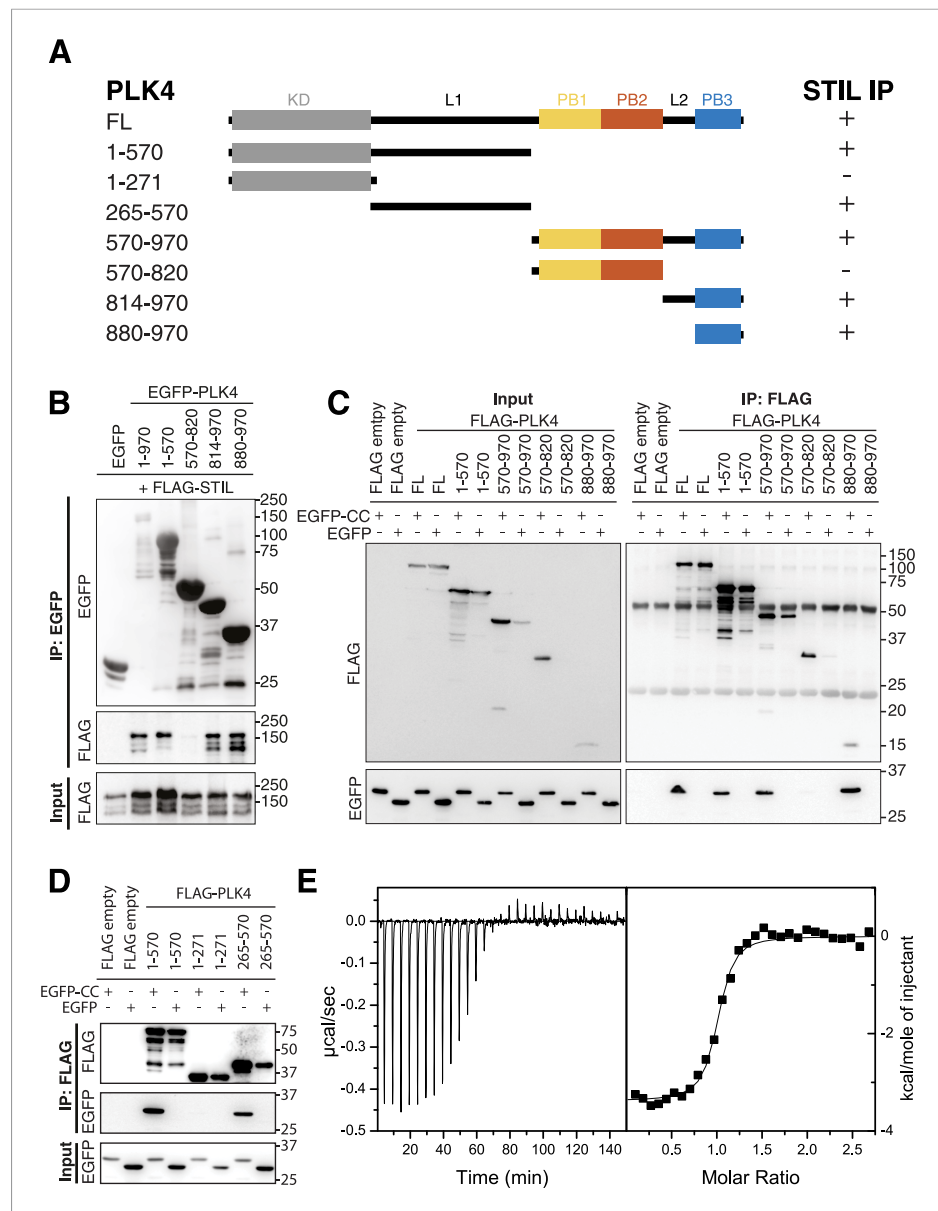 A
PLK4
KD
L1
PB1
PB2
L2
PB3
STIL IP
FL
+
1-570
+
1-271
-
265-570
+
570-970
+
570-820
-
814-970
+
880-970
+
B
EGFP-PLK4
EGFP
1-970
1-570
570-820
814-970
880-970
+ FLAG-STIL
IP: EGFP
EGFP
250
150
100
75
50
37
25
FLAG
250
150
Input
FLAG
250
150
C
Input
FLAG-PLK4
FLAG emtpy
FLAG empty
FL
FL
1-570
1-570
570-970
570-970
570-820
570-820
880-970
880-970
IP: FLAG
FLAG-PLK4
FLAG empty
FLAG empty
FL
FL
1-570
1-570
570-970
570-970
570-820
570-820
880-970
880-970
EGFP-CC + - + - + - + - + - + - + - + - + - + - + - + -
EGFP - + - + - + - + - + - + - + - + - + - + - + - +
FLAG
150
100
75
50
37
25
20
15
EGFP
37
25
D
FLAG-PLK4
FLAG empty
FLAG empty
1-570
1-570
1-271
1-271
265-570
265-570
EGFP-CC + - + - + - + -
EGFP - + - + - + - +
IP: FLAG
FLAG
75
50
37
EGFP
37
25
Input
EGFP
37
25
E
0.0
-0.1
-0.2
-0.3
-0.4
-0.5
µcal/sec
20 40 60 80 100 120 140
Time (min)
0.5 1.0 1.5 2.0 2.5
Molar Ratio
0
-2
-4
kcal/mole of injectant